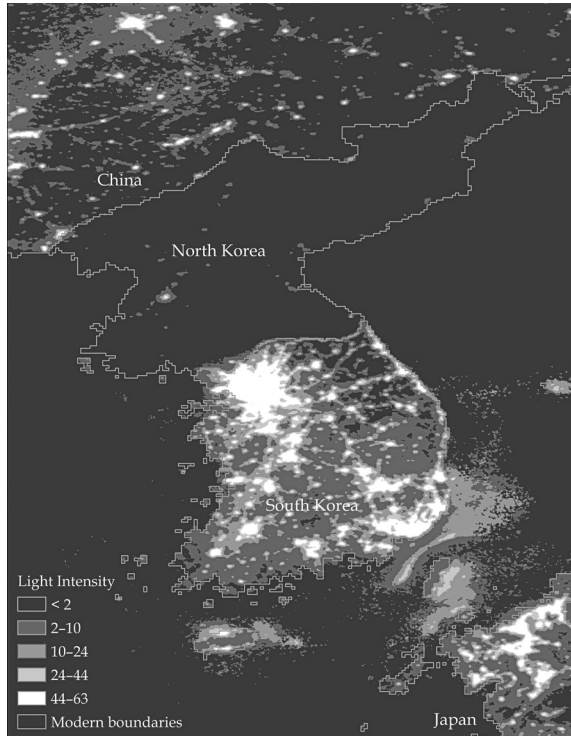 China
North Korea
South Korea
Light Intensity
< 2
2–10
10–24
24–44
44–63
Modern boundaries
Japan